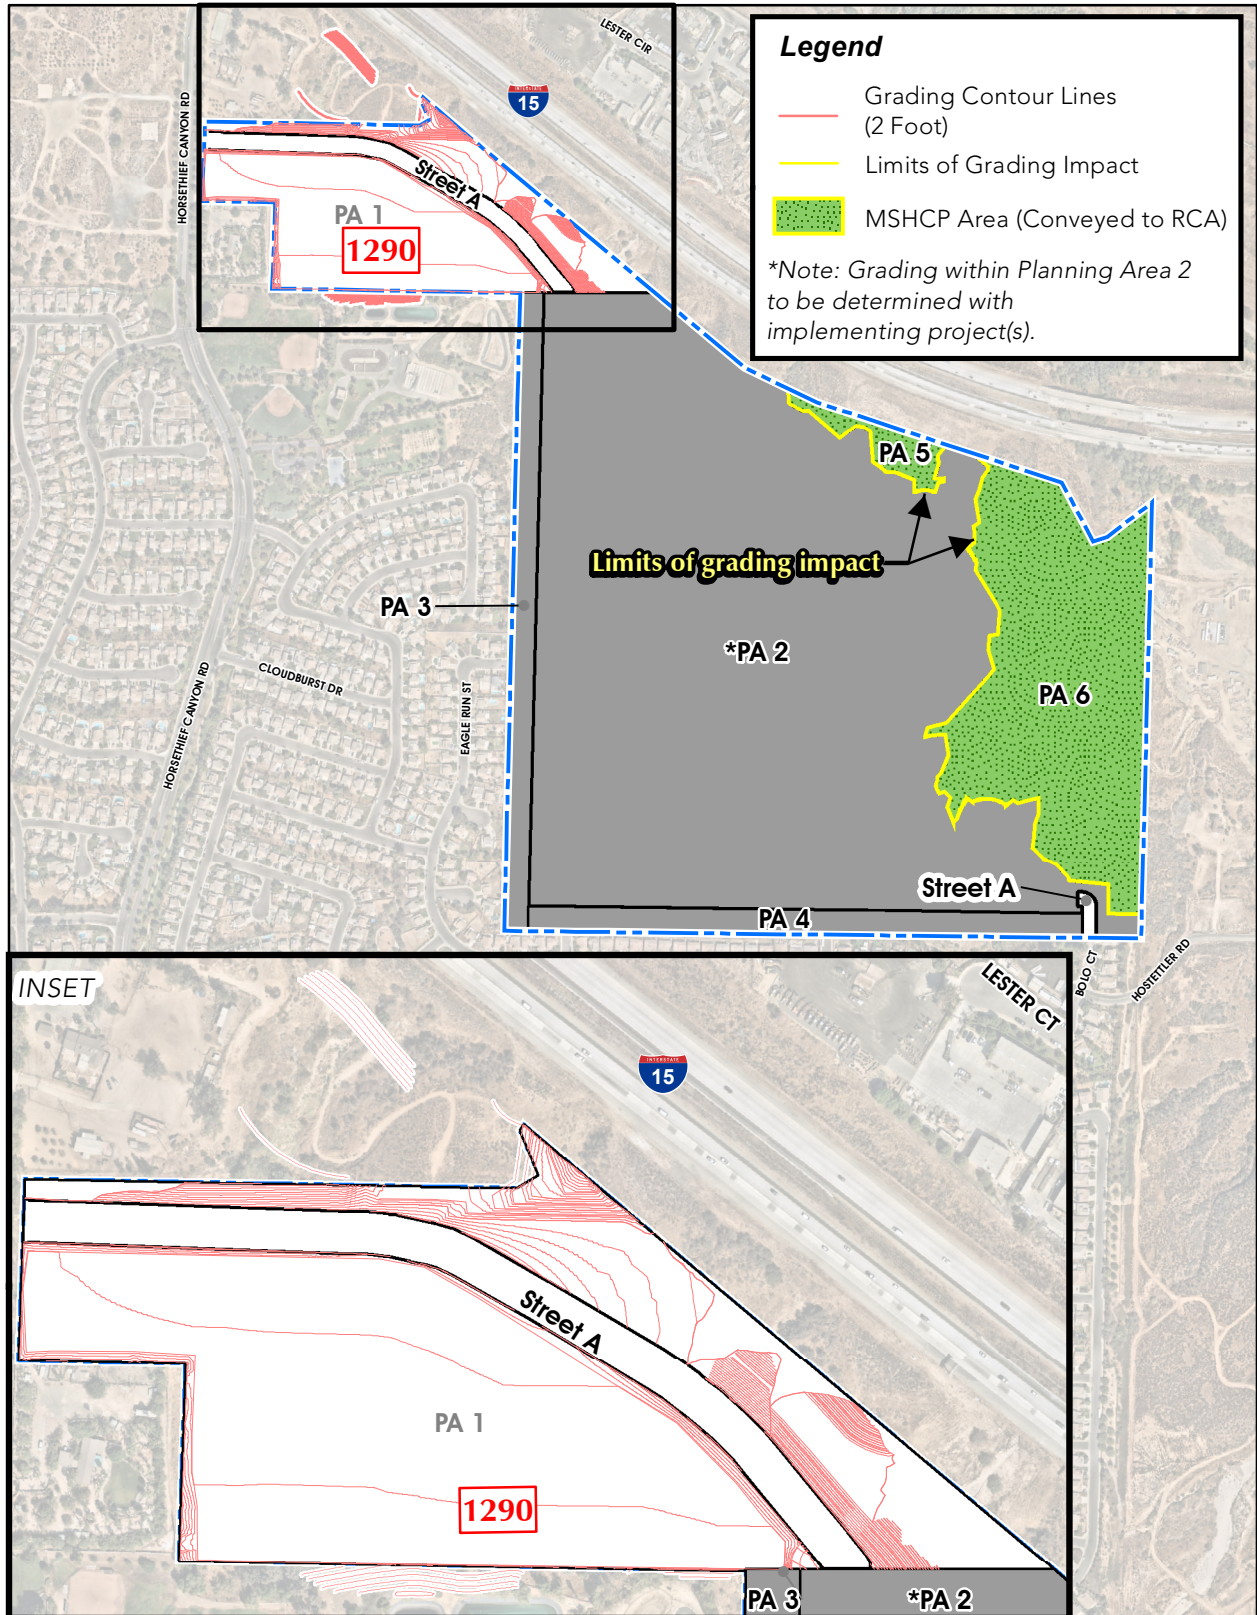 LESTER CIR
Legend
Grading Contour Lines
(2 Foot)
Limits of Grading Impact
MSHCP Area (Conveyed to RCA)
*Note: Grading within Planning Area 2
to be determined with
implementing project(s).
INTERSTATE
15
HORSETHIEF CANYON RD
Street A
PA 1
1290
PA 5
Limits of grading impact
PA 3
*PA 2
CLOUDBURST DR
EAGLE RUN ST
HORSETHIEF CANYON RD
PA 6
Street A
PA 4
BOLO CT
HOSTETTLER RD
INSET
LESTER CT
INTERSTATE
15
Street A
PA 1
1290
PA 3
*PA 2